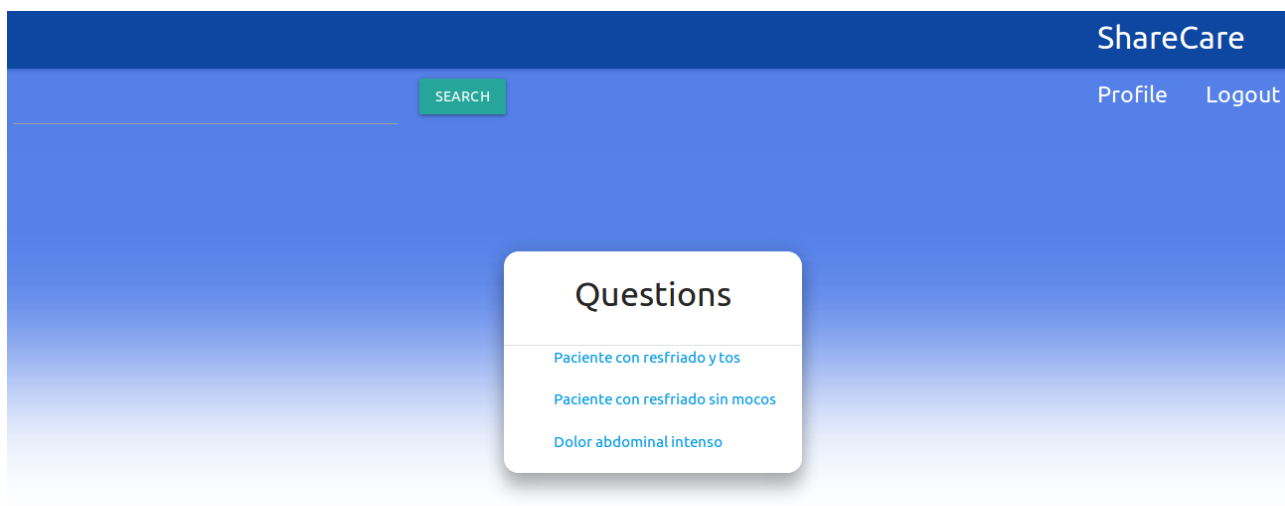 ShareCare
SEARCH
Profile Logout
Questions
Paciente con resfriado y tos
Paciente con resfriado sin mocos
Dolor abdominal intenso